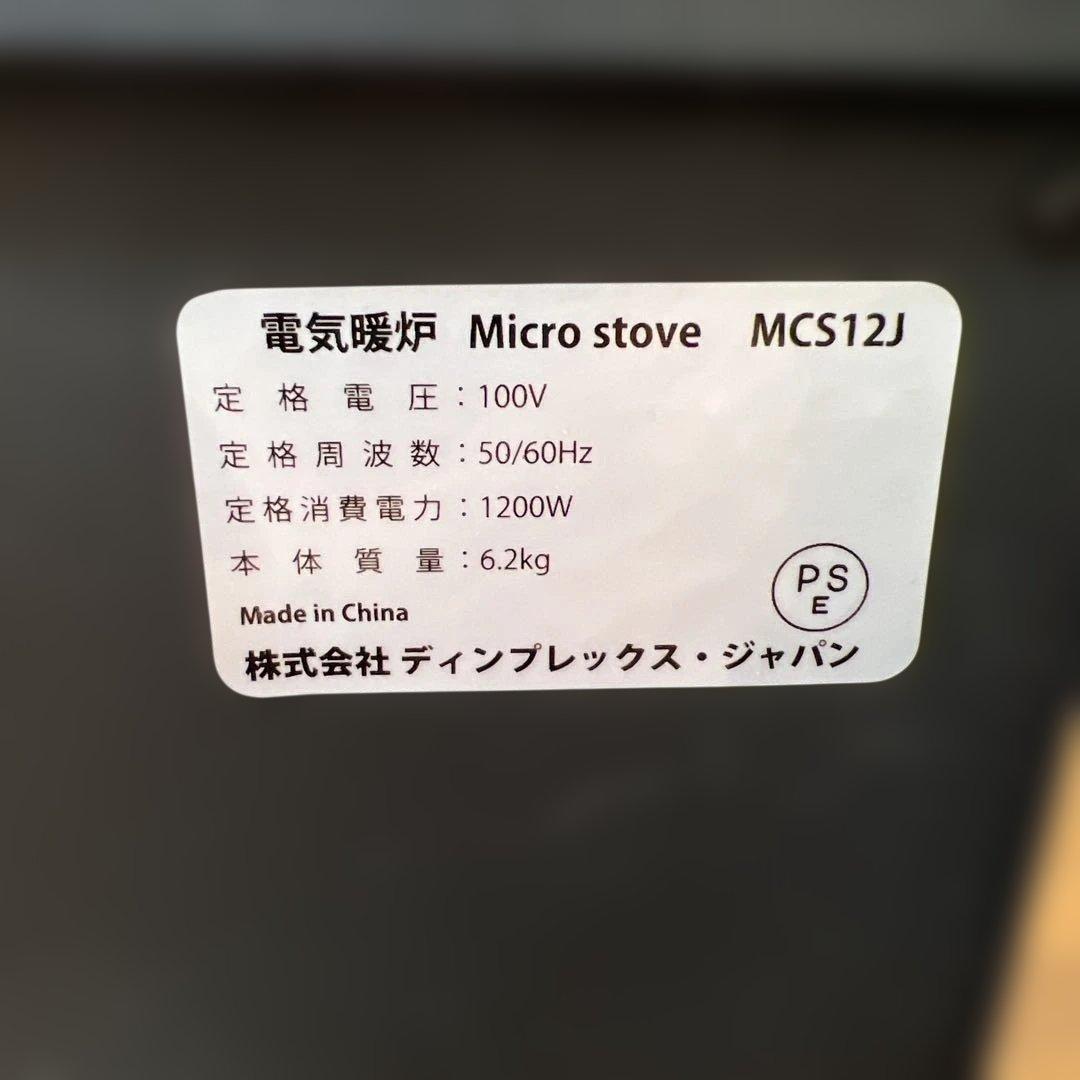 電気暖炉 Micro stove MCS12J
定格電圧：100V
定格周波数：50/60Hz
定格消費電力：1200W
本体質量：6.2kg
PS
E
Made in China
株式会社 ディンプレックス・ジャパン